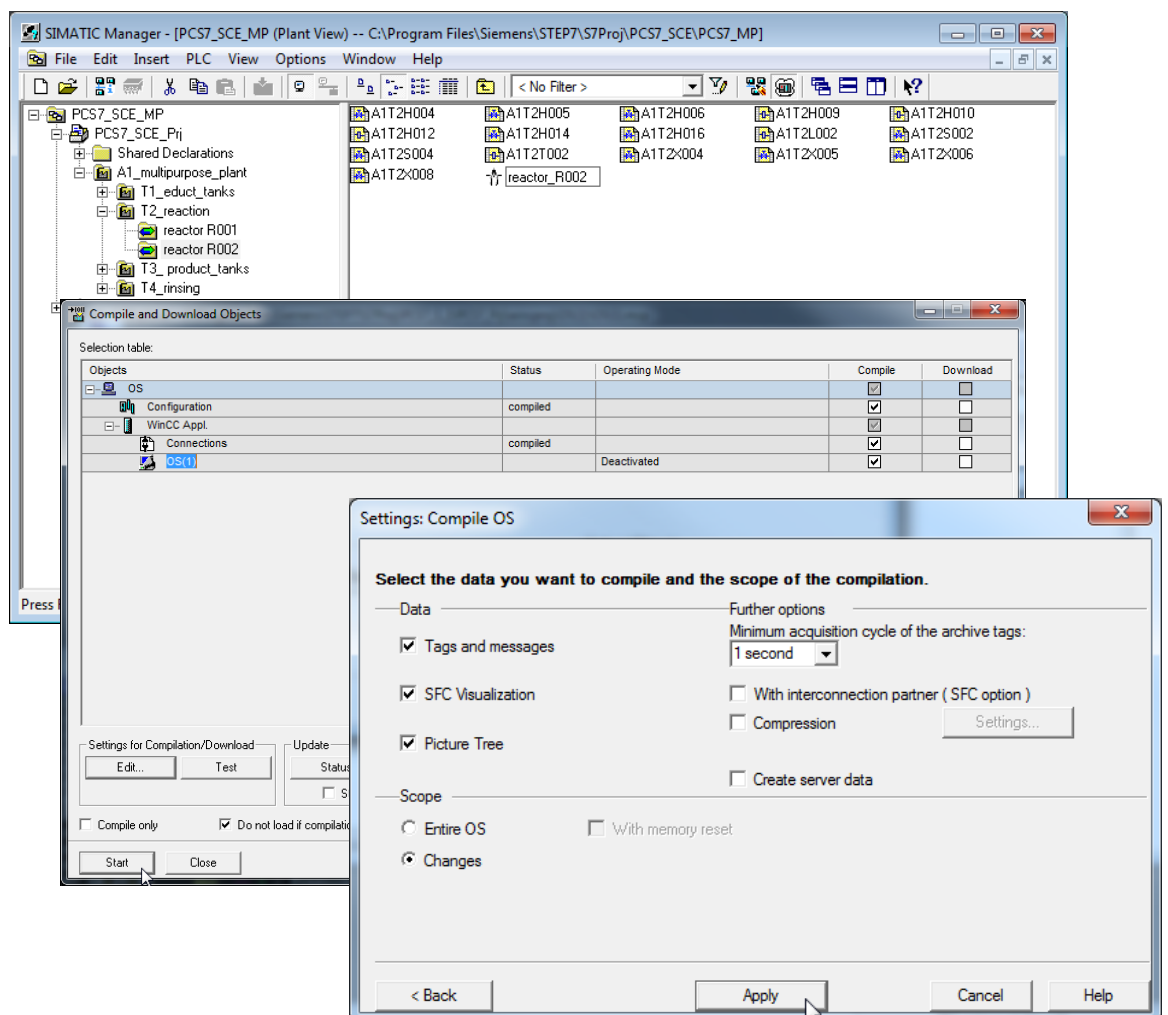 SIMATIC Manager - [PCS7_SCE_MP (Plant View) -- C:\Program Files\Siemens\STEP7\S7Proj\PCS7_SCE\PCS7_MP]
File Edit Insert PLC View Options Window Help
< No Filter >
PCS7_SCE_MP
PCS7_SCE_Prj
Shared Declarations
A1_multipurpose_plant
T1_educt_tanks
T2_reaction
reactor R001
reactor R002
T3_ product_tanks
T4_rinsing
A1T2H004 A1T2H005 A1T2H006 A1T2H009 A1T2H010
A1T2H012 A1T2H014 A1T2H016 A1T2L002 A1T2S002
A1T2S004 A1T2T002 A1T2X004 A1T2X005 A1T2X006
A1T2X008 reactor_R002
Press
Compile and Download Objects
Selection table:
Objects Status Operating Mode Compile Download
OS
Configuration compiled
WinCC Appl.
Connections compiled
OS(1) Deactivated
Settings for Compilation/Download Update
Edit... Test Status
S
Compile only Do not load if compilatio
Start Close
Settings: Compile OS
Select the data you want to compile and the scope of the compilation.
Data
Tags and messages
SFC Visualization
Picture Tree
Further options
Minimum acquisition cycle of the archive tags:
1 second
With interconnection partner ( SFC option )
Compression Settings...
Create server data
Scope
Entire OS With memory reset
Changes
< Back Apply Cancel Help